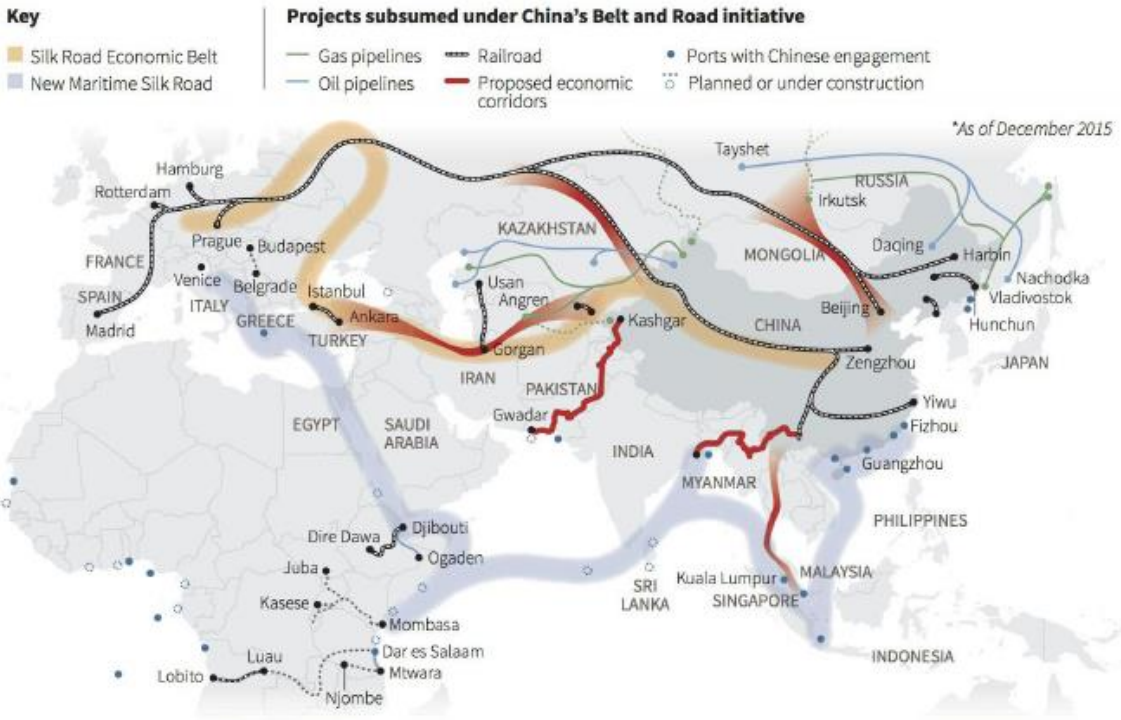 Key
Silk Road Economic Belt
New Maritime Silk Road
Projects subsumed under China's Belt and Road initiative
Gas pipelines
Oil pipelines
Railroad
Proposed economic
corridors
Ports with Chinese engagement
Planned or under construction
*As of December 2015
Tayshet
Hamburg
Rotterdam
RUSSIA
Irkutsk
KAZAKHSTAN
Prague
Budapest
MONGOLIA
Daqing
Harbin
FRANCE
Venice
Belgrade
Usan
Nachodka
SPAIN
ITALY
Istanbul
Angren
Vladivostok
Beijing
GREECE
Ankara
Kashgar
CHINA
Hunchun
Madrid
TURKEY
Gorgan
Zengzhou
JAPAN
IRAN
PAKISTAN
Yiwu
Gwadar
EGYPT
SAUDI
ARABIA
Fizhou
INDIA
Guangzhou
MYANMAR
PHILIPPINES
Djibouti
Dire Dawa
Ogaden
Juba
MALAYSIA
Kuala Lumpur
SRI
LANKA
SINGAPORE
Kasese
Mombasa
Dar es Salaam
INDONESIA
Luau
Lobito
Mtwara
Njombe